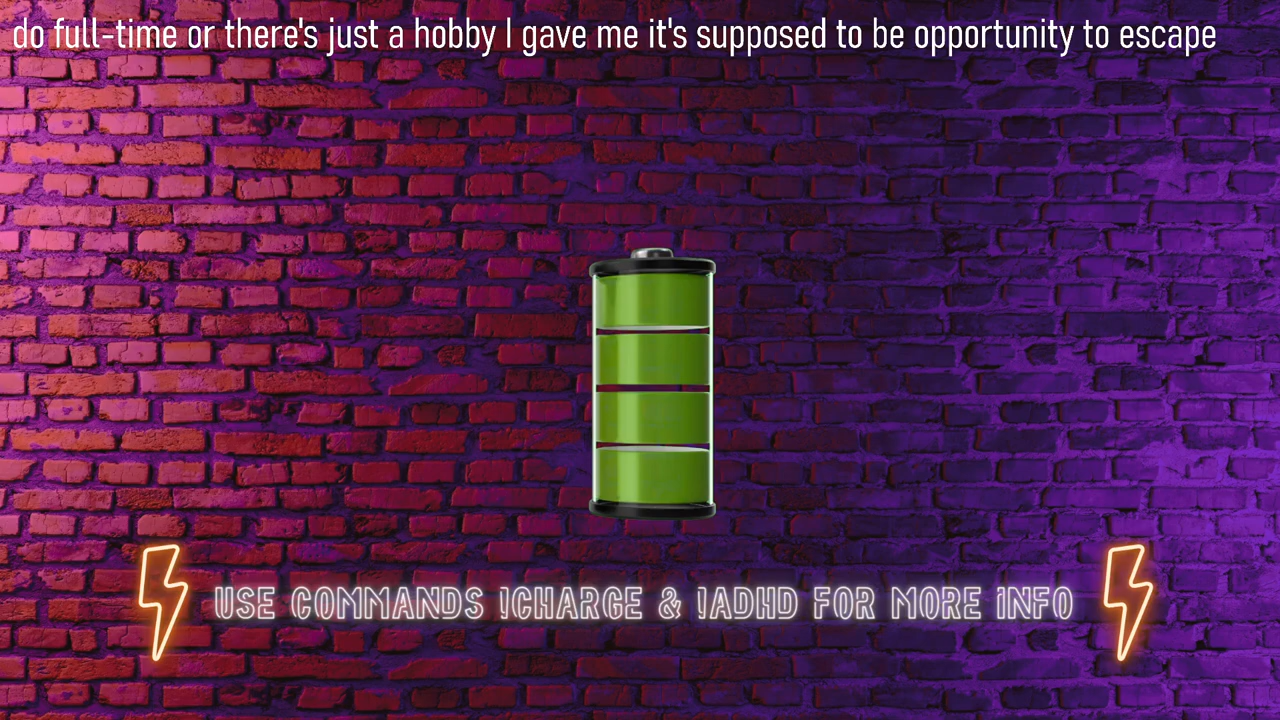 do full-time or there's just a hobby I gave me it's supposed to be opportunity to escape
USE COMMANDS !CHARGE & !ADHD FOR MORE INFO